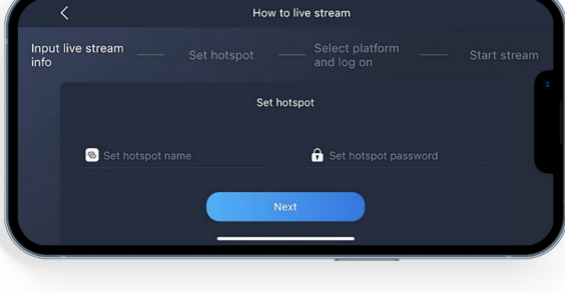 How to live stream
Input live stream
info
Set hotspot
Select platform
and log on
Start stream
Set hotspot
Set hotspot name
Set hotspot password
Next